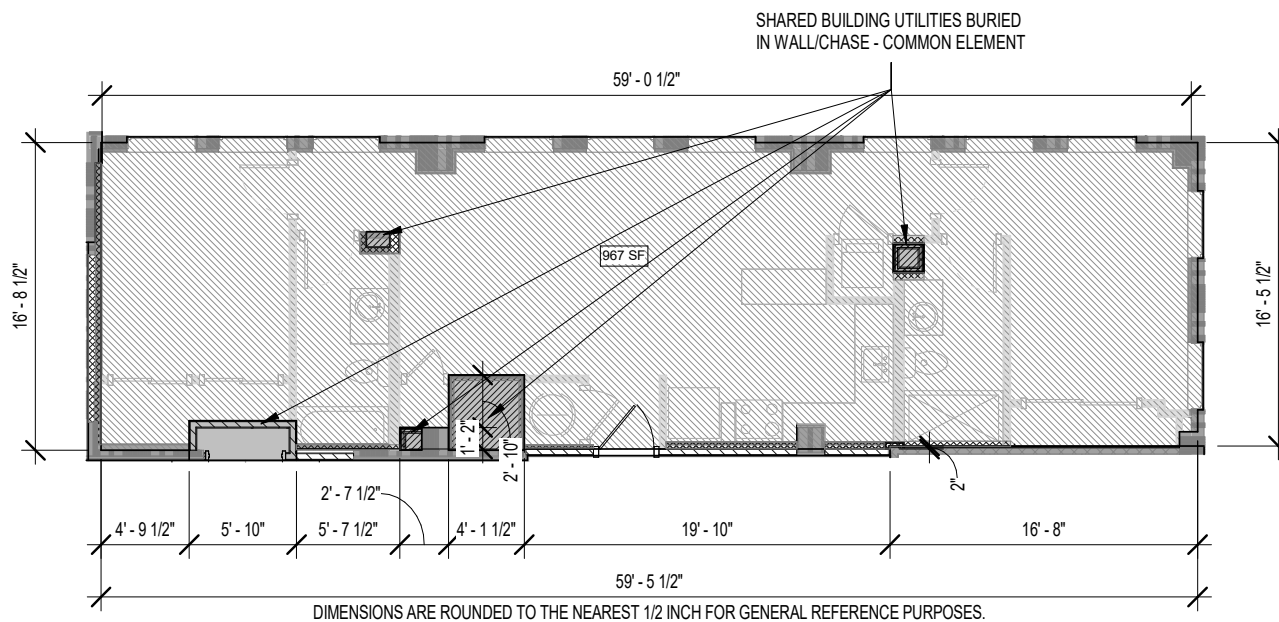 SHARED BUILDING UTILITIES BURIED
IN WALL/CHASE - COMMON ELEMENT
59' - 0 1/2"
16' - 8 1/2"
967 SF
16' - 5 1/2"
1' - 2"
2' - 10"
2"
2' - 7 1/2"
4' - 9 1/2"
5' - 10"
5' - 7 1/2"
4' - 1 1/2"
19' - 10"
16' - 8"
59' - 5 1/2"
DIMENSIONS ARE ROUNDED TO THE NEAREST 1/2 INCH FOR GENERAL REFERENCE PURPOSES.